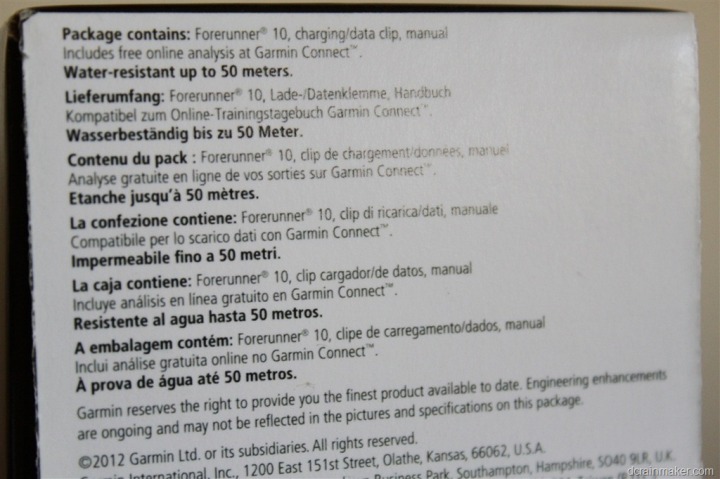 Package contains: Forerunner® 10, charging/data clip, manual
Includes free online analysis at Garmin Connect™.
Water-resistant up to 50 meters.
Lieferumfang: Forerunner® 10, Lade-/Datenklemme, Handbuch
Kompatibel zum Online-Trainingstagebuch Garmin Connect™.
Wasserbeständig bis zu 50 Meter.
Contenu du pack : Forerunner® 10, clip de chargement/données, manuel
Analyse gratuite en ligne de vos sorties sur Garmin Connect™.
Etanche jusqu'à 50 mètres.
La confezione contiene: Forerunner® 10, clip di ricarica/dati, manuale
Compatibile per lo scarico dati con Garmin Connect™.
Impermeabile fino a 50 metri.
La caja contiene: Forerunner® 10, clip cargador/de datos, manual
Incluye análisis en línea gratuito en Garmin Connect™.
Resistente al agua hasta 50 metros.
A embalagem contém: Forerunner® 10, clipe de carregamento/dados, manual
Inclui análise gratuita online no Garmin Connect™.
À prova de água até 50 metros.
Garmin reserves the right to provide you the finest product available to date. Engineering enhancements
are ongoing and may not be reflected in the pictures and specifications on this package.
©2012 Garmin Ltd. or its subsidiaries. All rights reserved.
Garmin International, Inc., 1200 East 151st Street, Olathe, Kansas, 66062, U.S.A.
Business Park, Southampton, Hampshire, SO40 9LR, U.K.
dcrainmaker.com